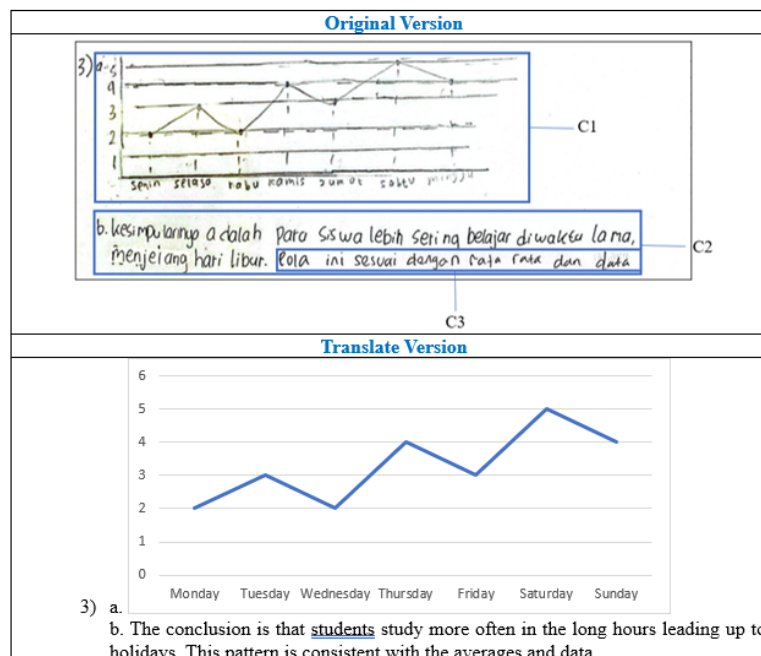 Original Version
3) a.
5
4
3
2
1
senin selasa rabu kamis jumat sabtu minggu
C1
b. kesimpulannya adalah para siswa lebih sering belajar diwaktu lama,
menjelang hari libur. Pola ini sesuai dengan rata rata dan data
C2
C3
Translate Version
6
5
4
3
2
1
0
Monday Tuesday Wednesday Thursday Friday Saturday Sunday
3) a.
b. The conclusion is that students study more often in the long hours leading up to
holidays. This pattern is consistent with the averages and data